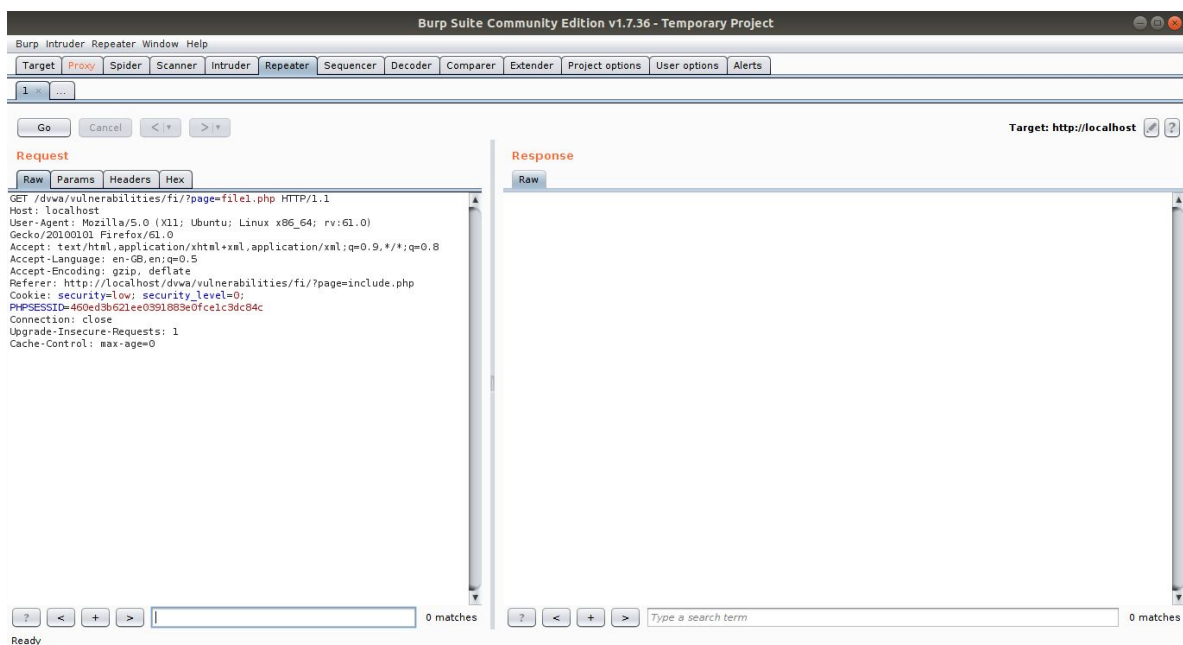 Burp Suite Community Edition v1.7.36 - Temporary Project
Burp Intruder Repeater Window Help
Target Proxy Spider Scanner Intruder Repeater Sequencer Decoder Comparer Extender Project options User options Alerts
1 × ...
Go Cancel < > Target: http://localhost ?
Request
Raw Params Headers Hex
GET /dvwa/vulnerabilities/fi/?page=file1.php HTTP/1.1
Host: localhost
User-Agent: Mozilla/5.0 (X11; Ubuntu; Linux x86_64; rv:61.0)
Gecko/20100101 Firefox/61.0
Accept: text/html,application/xhtml+xml,application/xml;q=0.9,*/*;q=0.8
Accept-Language: en-GB,en;q=0.5
Accept-Encoding: gzip, deflate
Referer: http://localhost/dvwa/vulnerabilities/fi/?page=include.php
Cookie: security=low; security_level=0;
PHPSESSID=460ed3b621ee0391883e0fce1c3dc84c
Connection: close
Upgrade-Insecure-Requests: 1
Cache-Control: max-age=0
? < + > 0 matches
Response
Raw
? < + > Type a search term 0 matches
Ready